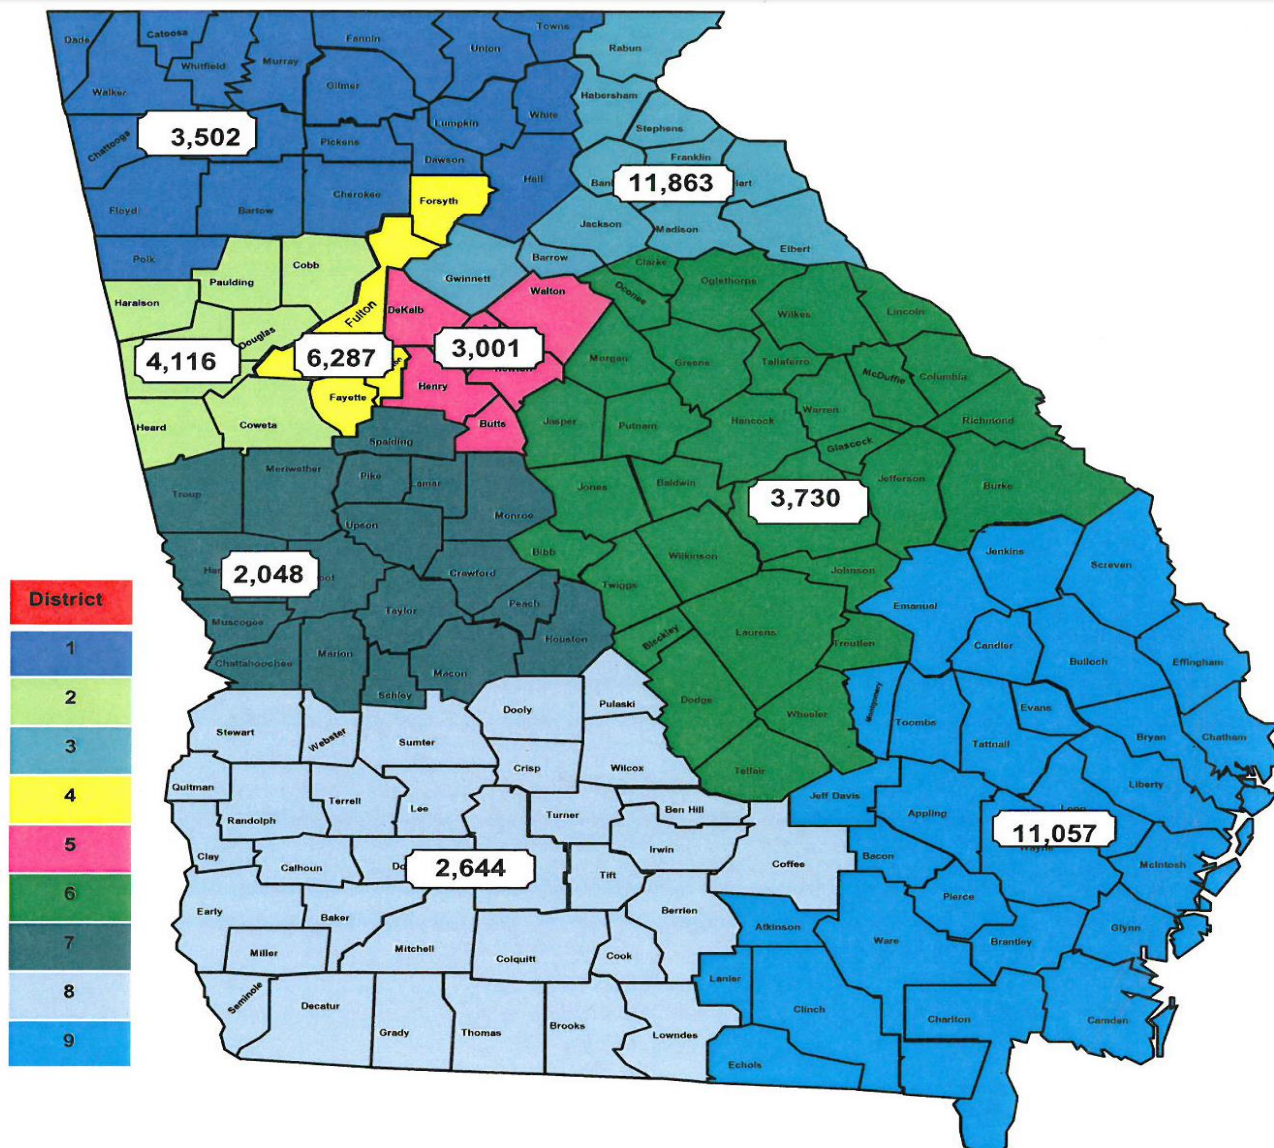 Dade
Catoosa
Fannin
Towns
Union
Rabun
Whitfield
Murray
Gilmer
Walker
Habersham
White
Lumpkin
Stephens
3,502
Chattooga
Pickens
Dawson
Franklin
Hall
11,863
Cherokee
Forsyth
Floyd
Bartow
Jackson
Madison
Elbert
Polk
Cobb
Barrow
Gwinnett
Clarke
Paulding
Oglethorpe
Walton
Oconee
Haralson
DeKalb
Fulton
Wilkes
Lincoln
Douglas
4,116
6,287
3,001
Morgan
Greene
Taliaferro
McDuffie
Columbia
Henry
Fayette
Warren
Heard
Coweta
Butts
Jasper
Putnam
Hancock
Richmond
Spalding
Glascock
Meriwether
Pike
Lamar
Troup
Jones
Baldwin
Jefferson
Burke
3,730
Monroe
Upson
Bibb
Wilkinson
Jenkins
Screven
2,048
Crawford
Twiggs
Johnson
District
Peach
Taylor
Emanuel
Muscogee
Bleckley
Laurens
Houston
Treutlen
Candler
1
Marion
Chattahoochee
Macon
Bulloch
Effingham
2
Schley
Dodge
Pulaski
Dooly
Montgomery
Evans
Wheeler
Toombs
Stewart
Webster
Sumter
Tattnall
Bryan
Chatham
3
Crisp
Wilcox
Telfair
Quitman
Terrell
Lee
Liberty
4
Randolph
Turner
Ben Hill
Jeff Davis
Appling
11,057
5
Clay
Calhoun
2,644
Tift
Irwin
Coffee
Bacon
Wayne
McIntosh
6
Early
Baker
Berrien
Pierce
Atkinson
Glynn
7
Miller
Mitchell
Colquitt
Cook
Ware
Brantley
8
Seminole
Decatur
Lanier
Clinch
Charlton
Camden
9
Grady
Thomas
Brooks
Lowndes
Echols